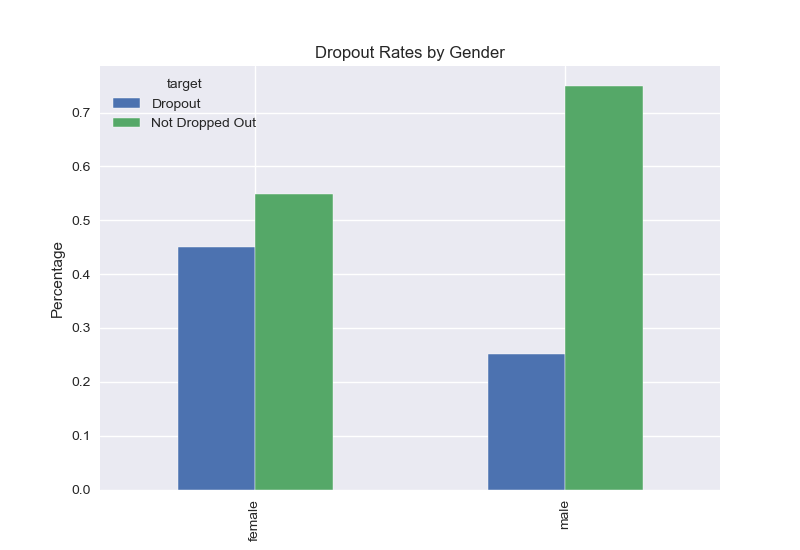 Dropout Rates by Gender
target
Dropout
Not Dropped Out
Percentage
0.7
0.6
0.5
0.4
0.3
0.2
0.1
0.0
female
male